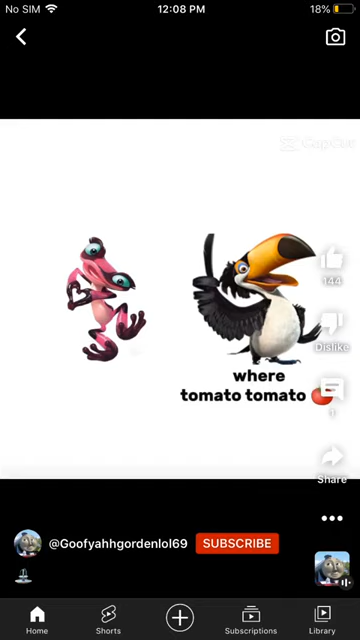 No SIM
12:08 PM
18%
CapCut
144
Dislike
where
tomato tomato 🍅
1
Share
@Goofyahhgordenlol69
SUBSCRIBE
Home
Shorts
Subscriptions
Library